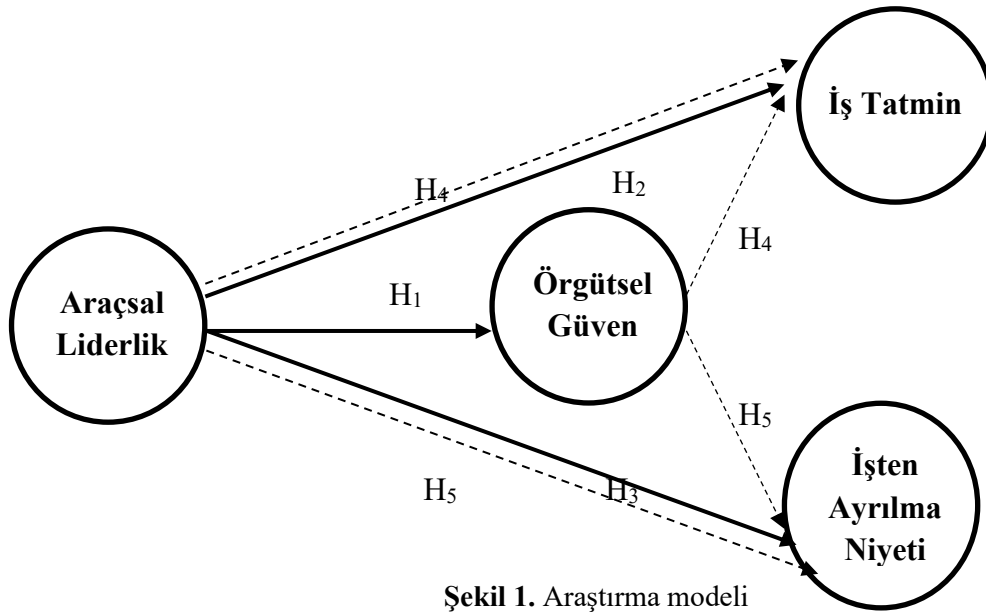 İş Tatmin
H₄
H₂
H₄
Örgütsel
Güven
H₁
Araçsal
Liderlik
H₅
İşten
Ayrılma
Niyeti
H₅
H₃
Şekil 1. Araştırma modeli